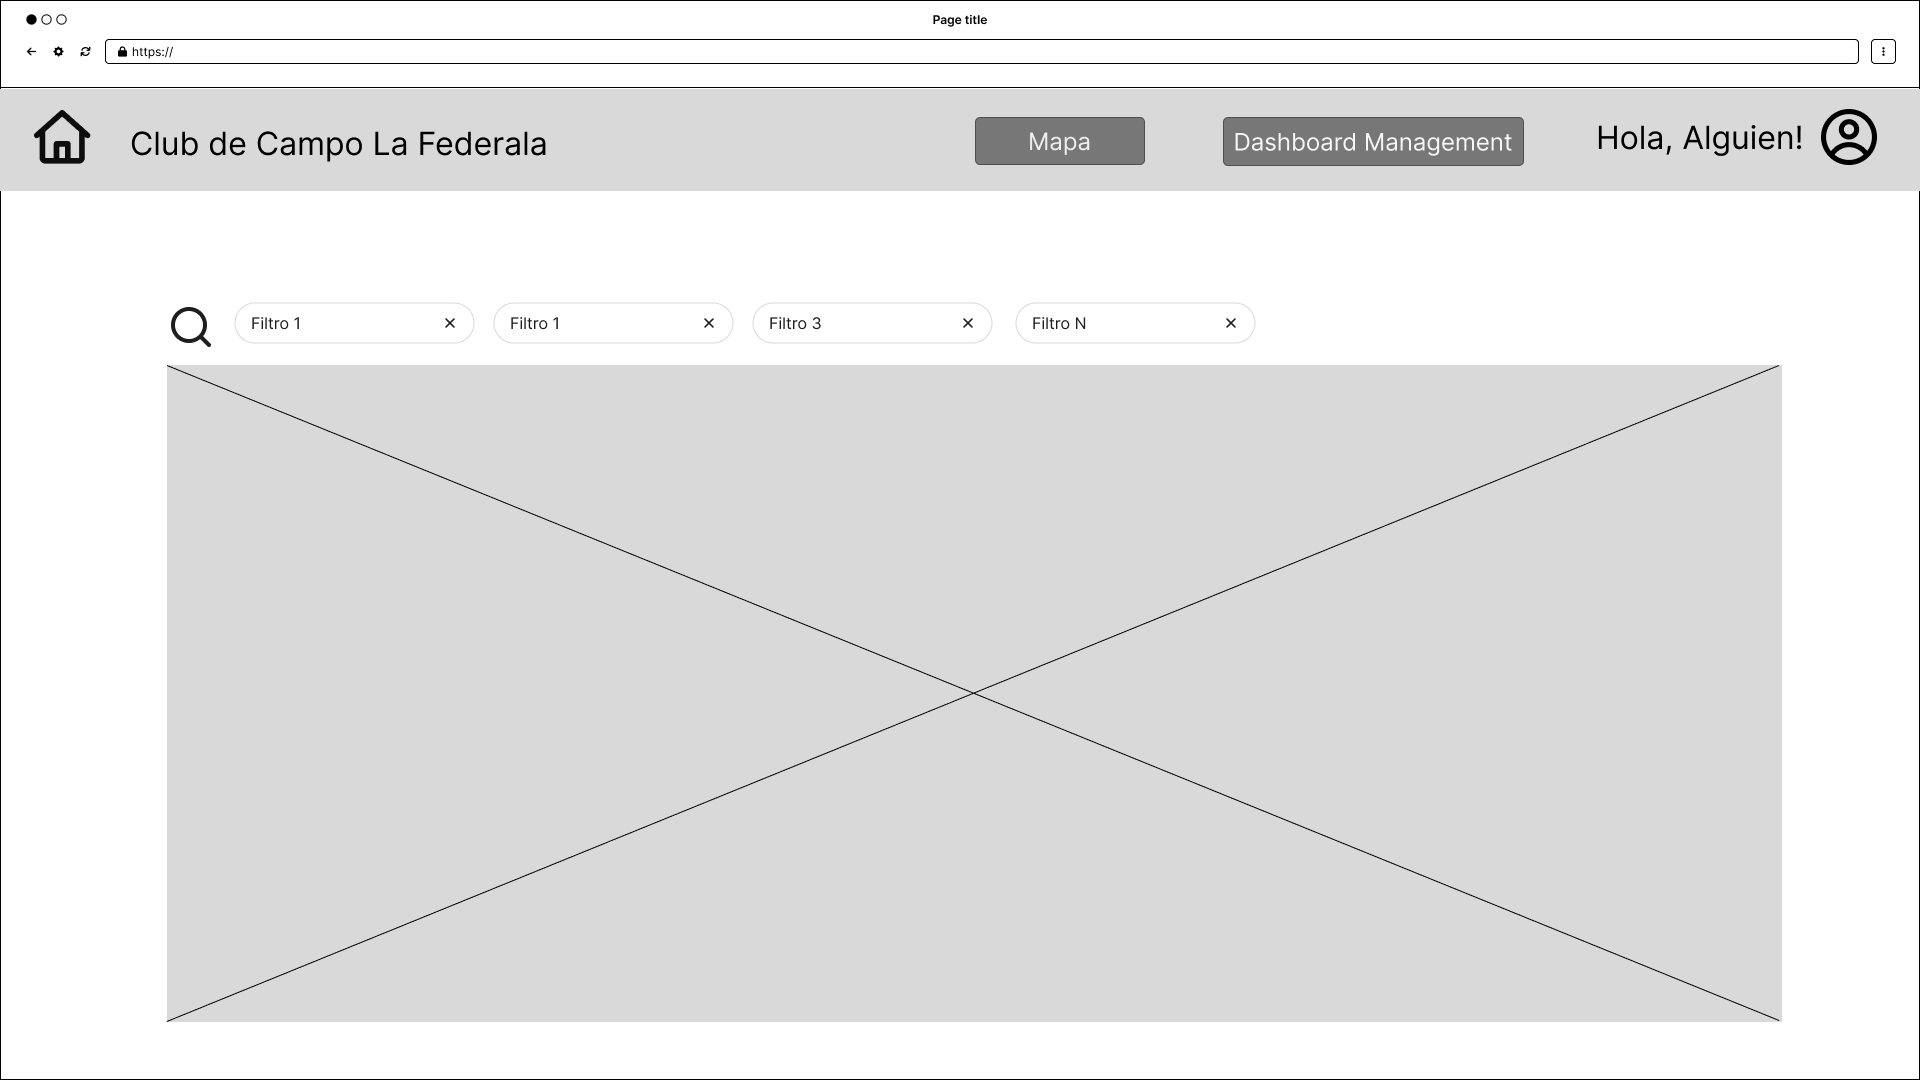 Page title
https://
Club de Campo La Federala
Mapa
Dashboard Management
Hola, Alguien!
Filtro 1
Filtro 1
Filtro 3
Filtro N